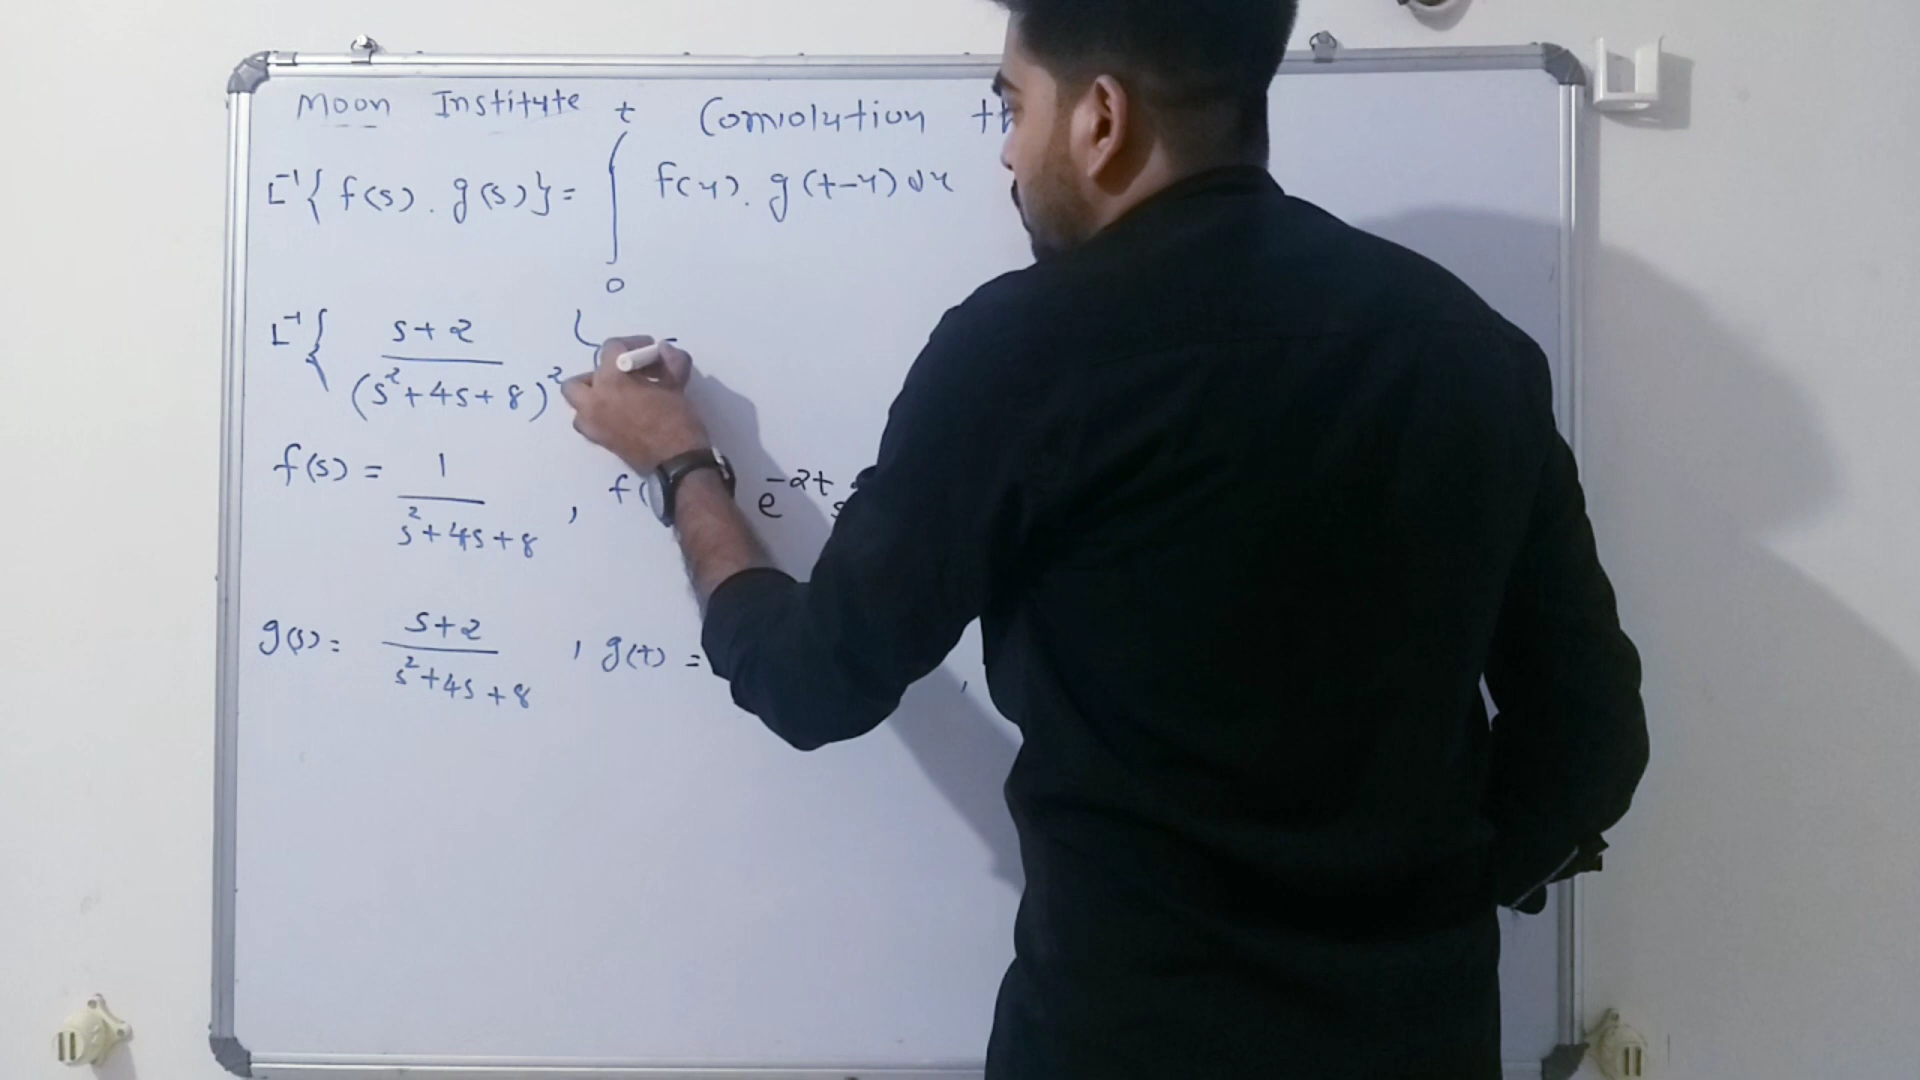 Moon Institute Convolution th
L⁻¹{ f(s) . g(s) } = ∫₀ᵗ f(u) . g(t-u) du
L⁻¹{ s+2 / (s²+4s+8)²
f(s) = 1 / s²+4s+8 , f( e^-2t s
g(s) = s+2 / s²+4s+8 , g(t) = ,